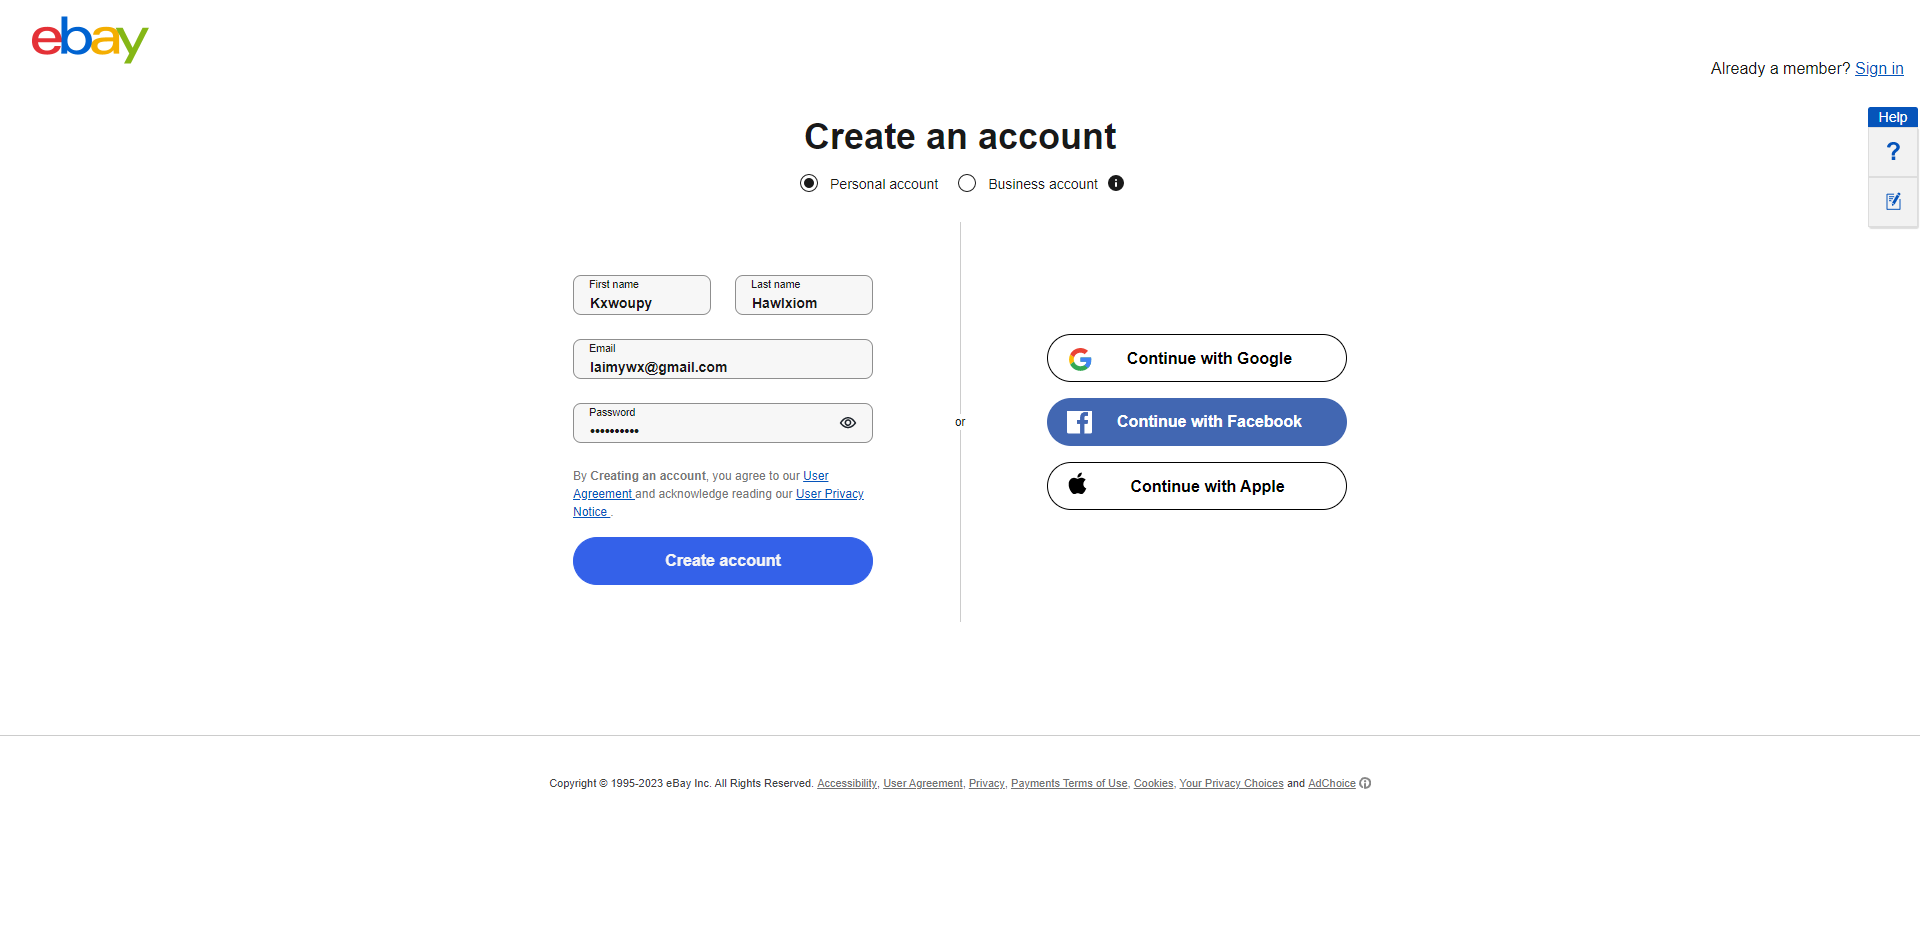 ebay
Already a member? Sign in
Help
?
Create an account
Personal account Business account
First name Last name
Kxwoupy Hawlxiom
Email
laimywx@gmail.com
Password
••••••••••
By Creating an account, you agree to our User
Agreement and acknowledge reading our User Privacy
Notice .
Create account
or
Continue with Google
Continue with Facebook
Continue with Apple
Copyright © 1995-2023 eBay Inc. All Rights Reserved. Accessibility, User Agreement, Privacy, Payments Terms of Use, Cookies, Your Privacy Choices and AdChoice